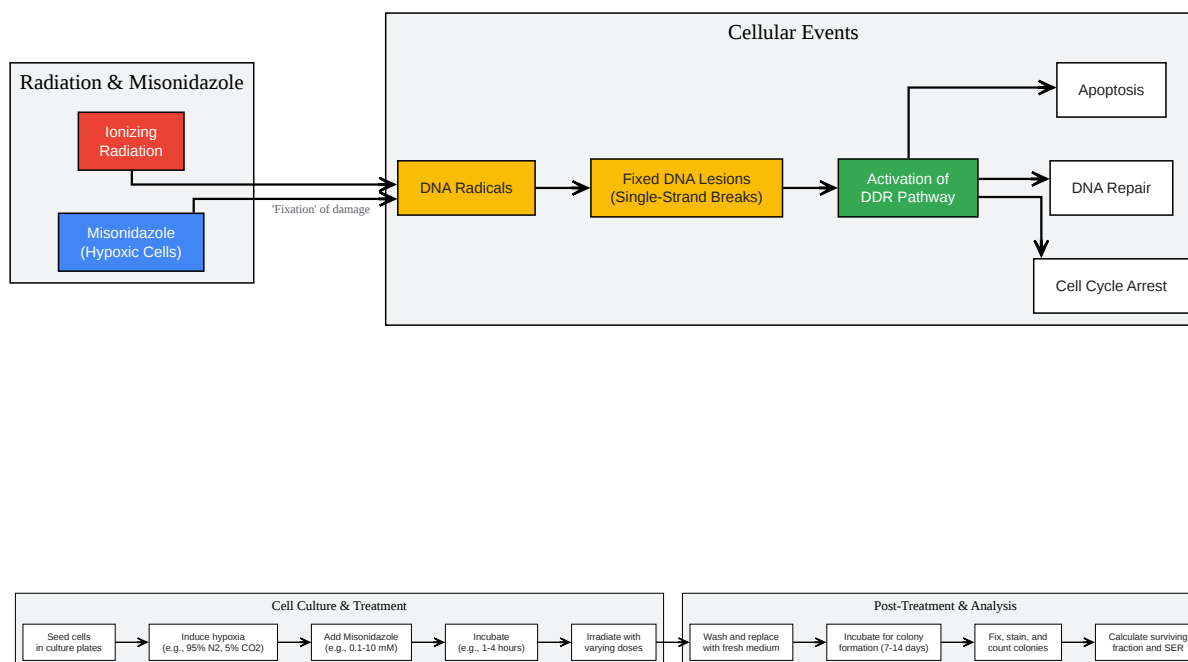 Cellular Events
Radiation & Misonidazole
Ionizing
Radiation
Misonidazole
(Hypoxic Cells)
'Fixation' of damage
DNA Radicals
Fixed DNA Lesions
(Single-Strand Breaks)
Activation of
DDR Pathway
Apoptosis
DNA Repair
Cell Cycle Arrest
Cell Culture & Treatment
Seed cells
in culture plates
Induce hypoxia
(e.g., 95% N2, 5% CO2)
Add Misonidazole
(e.g., 0.1-10 mM)
Incubate
(e.g., 1-4 hours)
Irradiate with
varying doses
Post-Treatment & Analysis
Wash and replace
with fresh medium
Incubate for colony
formation (7-14 days)
Fix, stain, and
count colonies
Calculate surviving
fraction and SER